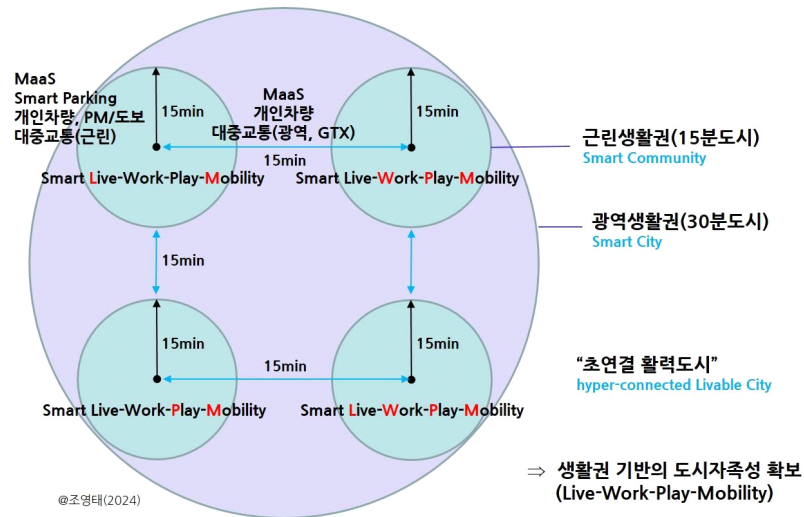 MaaS
Smart Parking
개인차량, PM/도보
대중교통(근린)
15min
MaaS
개인차량
대중교통(광역, GTX)
15min
15min
Smart Live-Work-Play-Mobility
Smart Live-Work-Play-Mobility
근린생활권(15분도시)
Smart Community
광역생활권(30분도시)
Smart City
15min
15min
15min
15min
Smart Live-Work-Play-Mobility
Smart Live-Work-Play-Mobility
“초연결 활력도시”
hyper-connected Livable City
⇒ 생활권 기반의 도시자족성 확보
(Live-Work-Play-Mobility)
@조영태(2024)